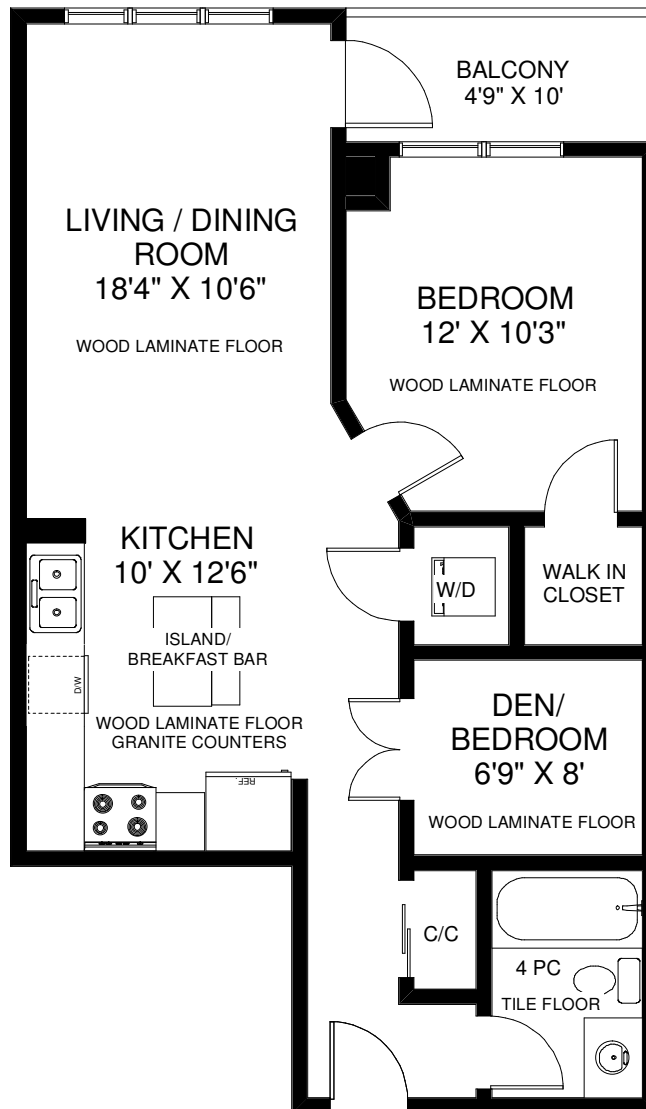 BALCONY
4'9" X 10'
LIVING / DINING
ROOM
18'4" X 10'6"
WOOD LAMINATE FLOOR
BEDROOM
12' X 10'3"
WOOD LAMINATE FLOOR
KITCHEN
10' X 12'6"
ISLAND/
BREAKFAST BAR
D/W
WOOD LAMINATE FLOOR
GRANITE COUNTERS
REF.
W/D
WALK IN
CLOSET
DEN/
BEDROOM
6'9" X 8'
WOOD LAMINATE FLOOR
C/C
4 PC
TILE FLOOR